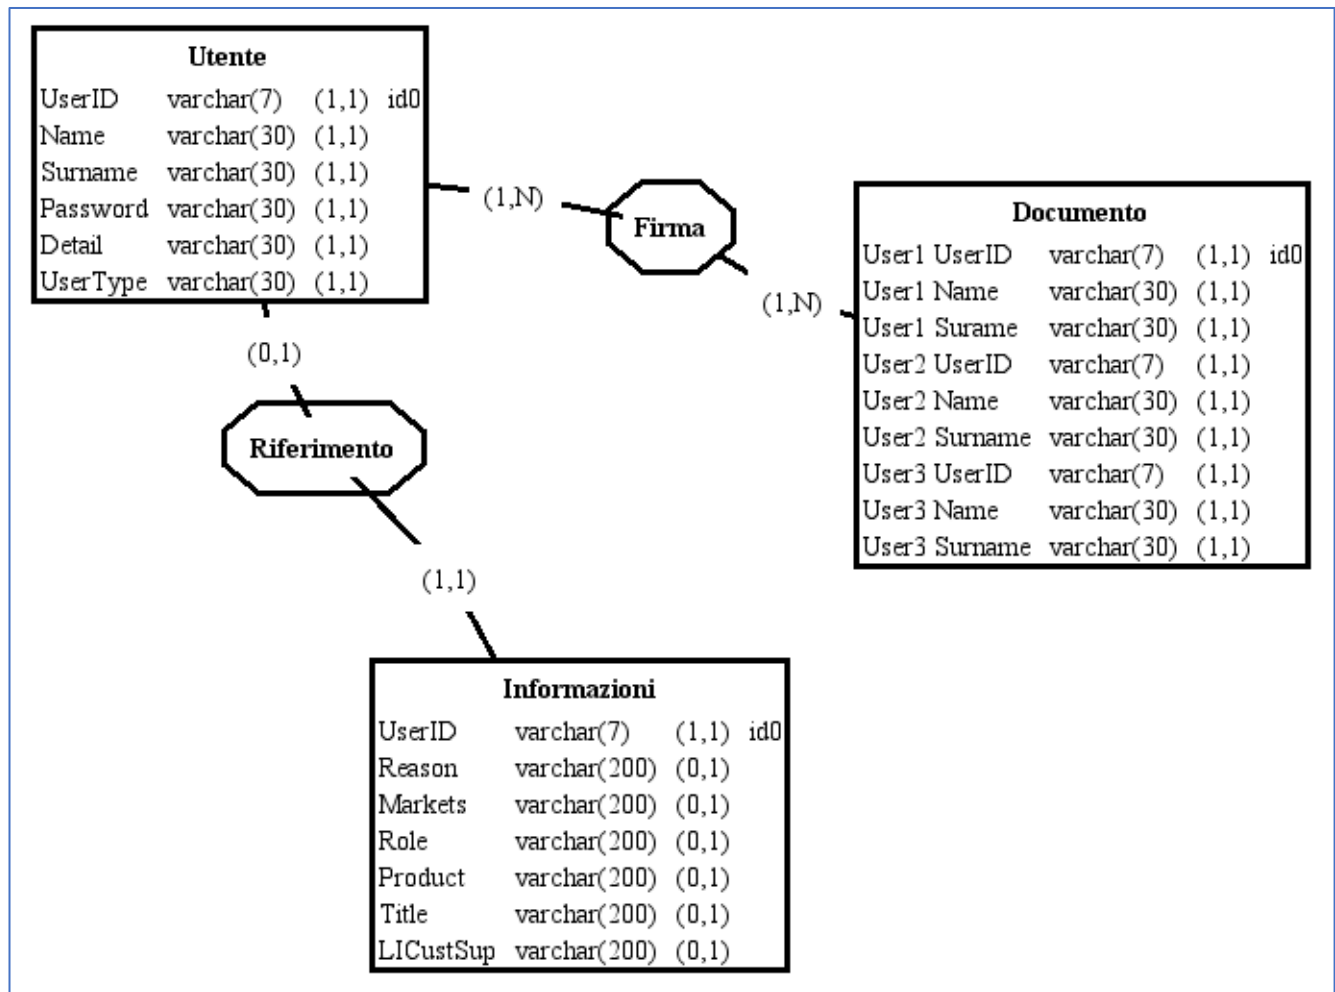 Utente
UserID varchar(7) (1,1) id0
Name varchar(30) (1,1)
Surname varchar(30) (1,1)
Password varchar(30) (1,1)
Detail varchar(30) (1,1)
UserType varchar(30) (1,1)
(1,N)
Firma
(1,N)
Documento
User1 UserID varchar(7) (1,1) id0
User1 Name varchar(30) (1,1)
User1 Surame varchar(30) (1,1)
User2 UserID varchar(7) (1,1)
User2 Name varchar(30) (1,1)
User2 Surname varchar(30) (1,1)
User3 UserID varchar(7) (1,1)
User3 Name varchar(30) (1,1)
User3 Surname varchar(30) (1,1)
(0,1)
Riferimento
(1,1)
Informazioni
UserID varchar(7) (1,1) id0
Reason varchar(200) (0,1)
Markets varchar(200) (0,1)
Role varchar(200) (0,1)
Product varchar(200) (0,1)
Title varchar(200) (0,1)
LICustSup varchar(200) (0,1)